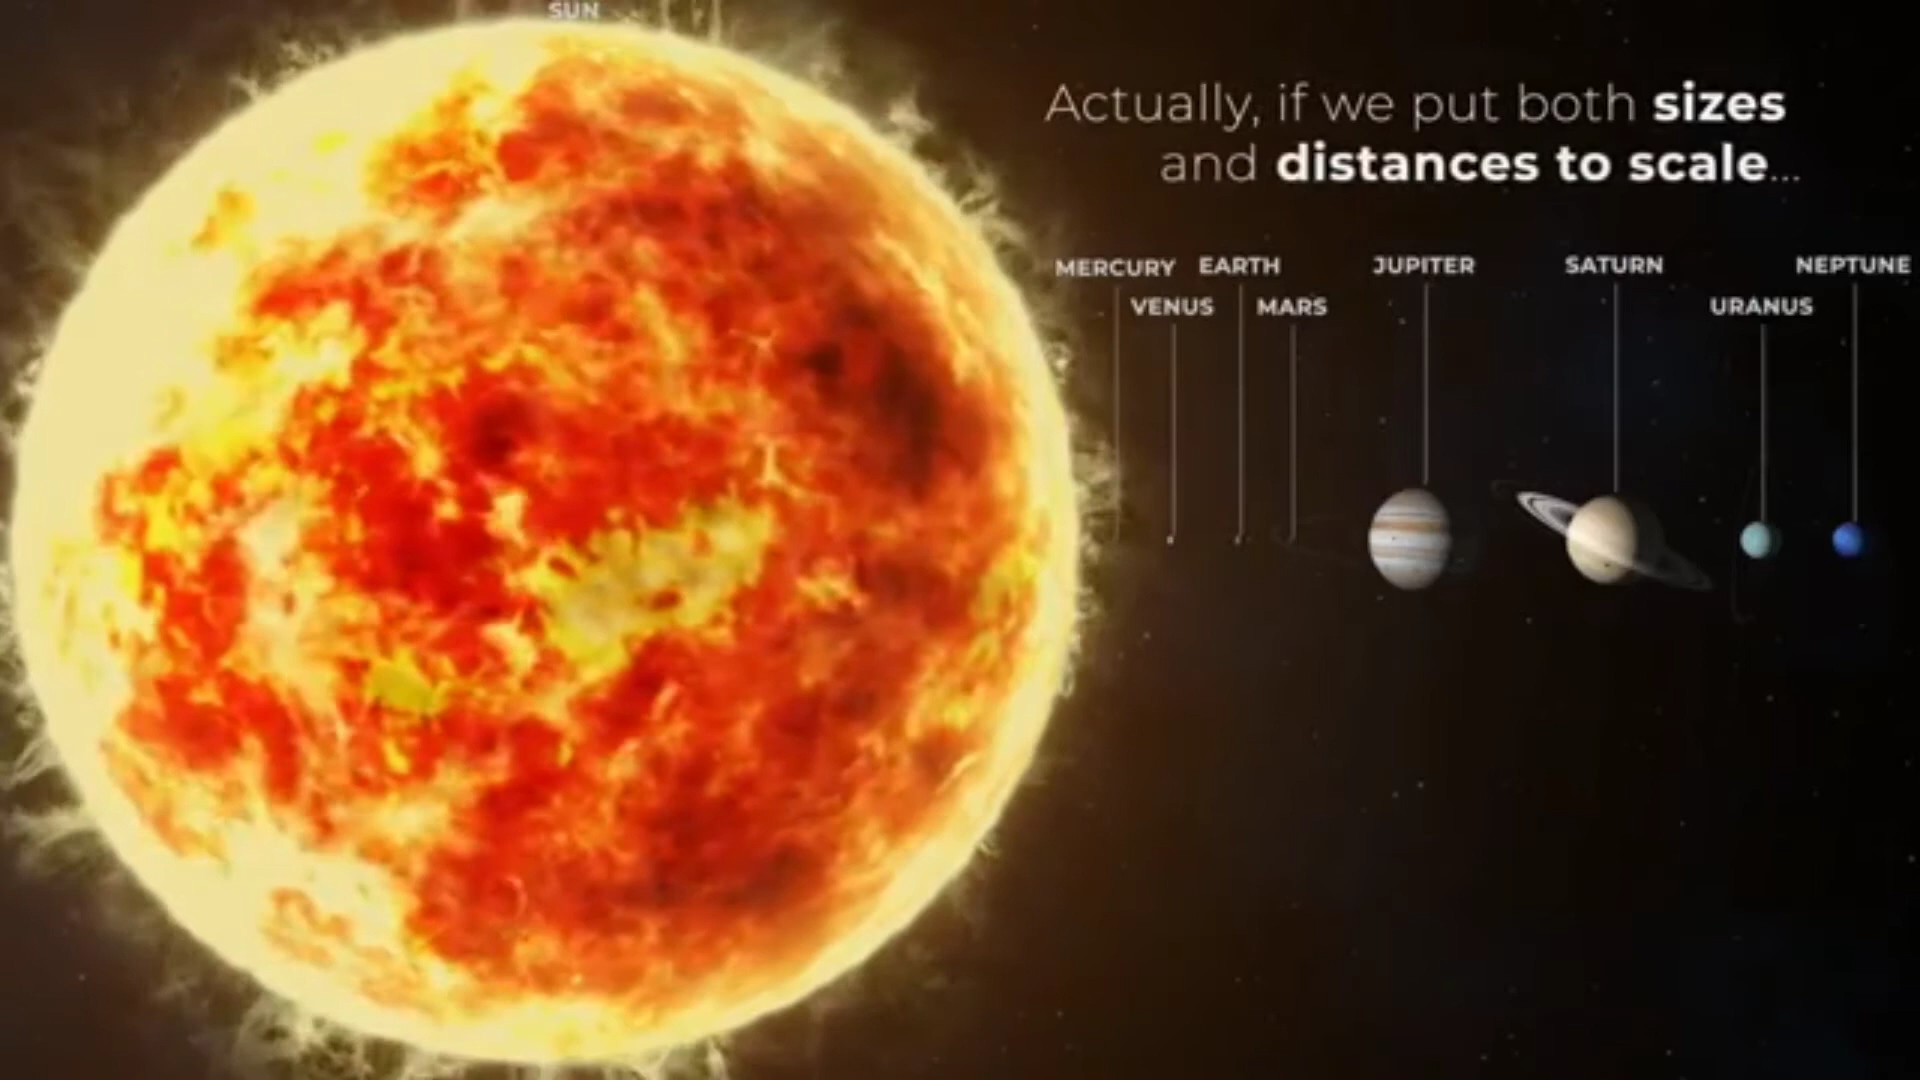 SUN
Actually, if we put both sizes
and distances to scale...
MERCURY EARTH JUPITER SATURN NEPTUNE
VENUS MARS URANUS